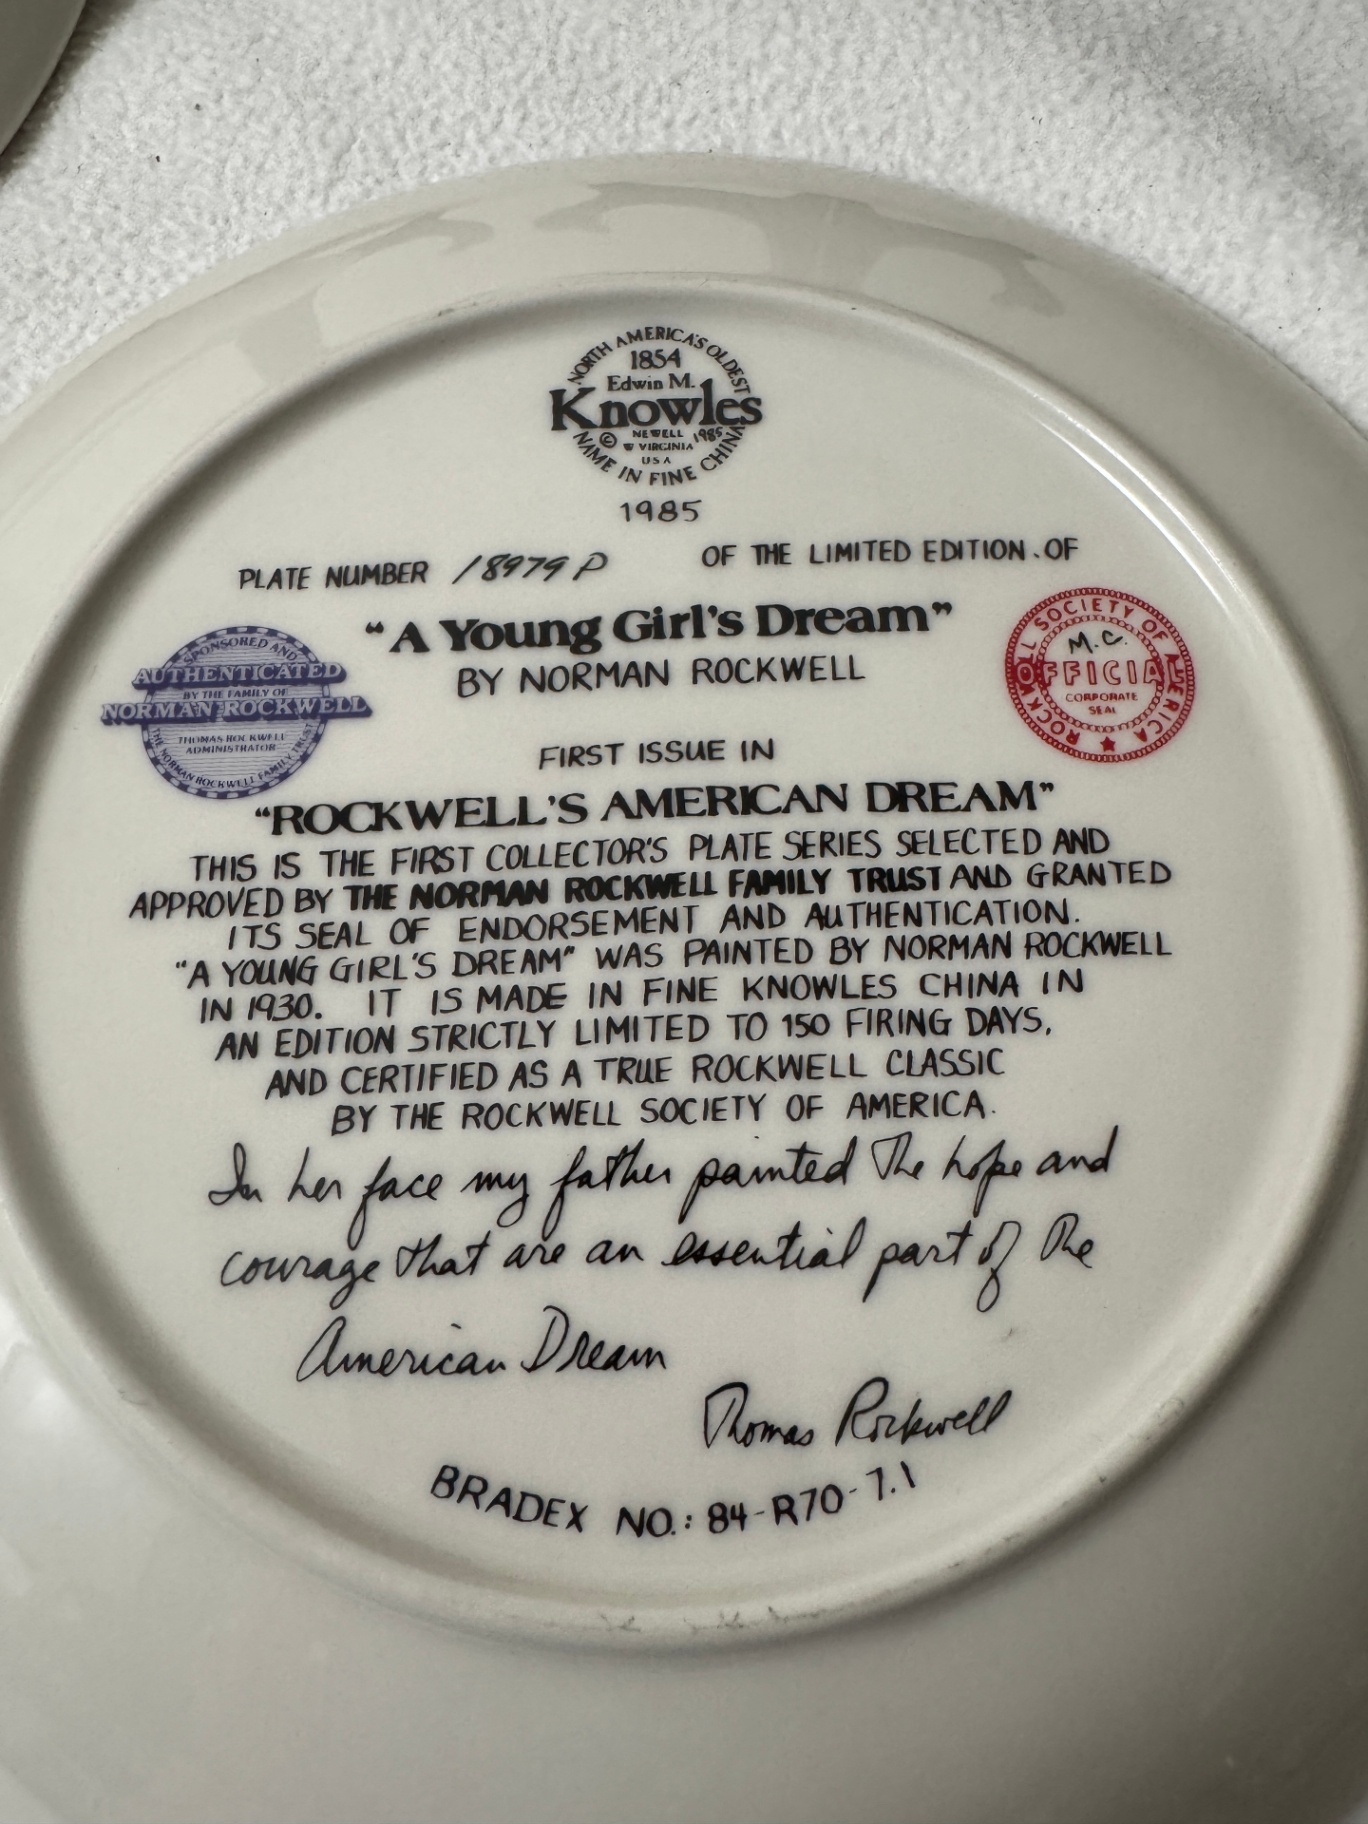 NORTH AMERICA'S OLDEST
1854
Edwin M.
Knowles
© NEWELL 1985
W VIRGINIA
USA
NAME IN FINE CHINA
1985
PLATE NUMBER 18979 P OF THE LIMITED EDITION OF
"A Young Girl's Dream"
BY NORMAN ROCKWELL
SPONSORED AND
AUTHENTICATED
BY THE FAMILY OF
NORMAN ROCKWELL
THOMAS ROCKWELL
ADMINISTRATOR
THE NORMAN ROCKWELL FAMILY TRUST
ROCKWELL SOCIETY OF AMERICA
M.C.
OFFICIAL
CORPORATE
SEAL
FIRST ISSUE IN
"ROCKWELL'S AMERICAN DREAM"
THIS IS THE FIRST COLLECTOR'S PLATE SERIES SELECTED AND
APPROVED BY THE NORMAN ROCKWELL FAMILY TRUST AND GRANTED
ITS SEAL OF ENDORSEMENT AND AUTHENTICATION.
"A YOUNG GIRL'S DREAM" WAS PAINTED BY NORMAN ROCKWELL
IN 1930. IT IS MADE IN FINE KNOWLES CHINA IN
AN EDITION STRICTLY LIMITED TO 150 FIRING DAYS,
AND CERTIFIED AS A TRUE ROCKWELL CLASSIC
BY THE ROCKWELL SOCIETY OF AMERICA.
In her face my father painted the hope and
courage that are an essential part of the
American Dream
Thomas Rockwell
BRADEX NO.: 84-R70-7.1